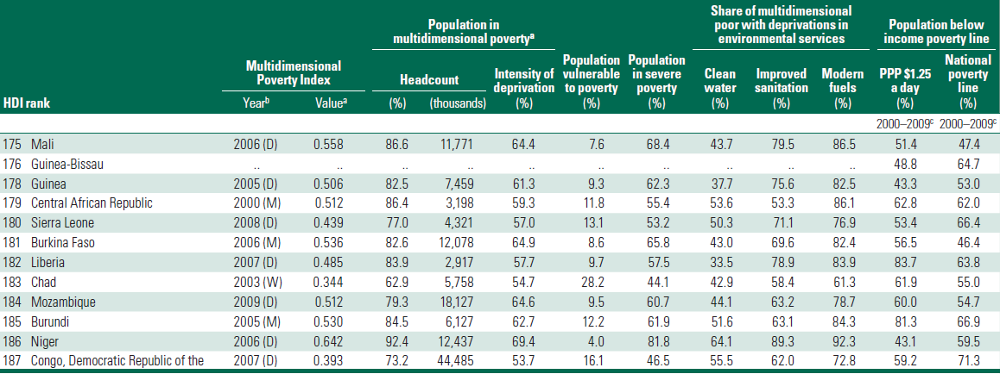 Share of multidimensional
Population in poor with deprivations in Population below
multidimensional povertyᵃ environmental services income poverty line
Multidimensional Population Population National
Poverty Index Headcount Intensity of vulnerable in severe Clean Improved Modern PPP $1.25 poverty
deprivation to poverty poverty water sanitation fuels a day line
HDI rank Yearᵇ Valueᵃ (%) (thousands) (%) (%) (%) (%) (%) (%) (%) (%)
2000–2009ᶜ 2000–2009ᶜ
175 Mali 2006 (D) 0.558 86.6 11,771 64.4 7.6 68.4 43.7 79.5 86.5 51.4 47.4
176 Guinea-Bissau .. .. .. .. .. .. .. .. .. .. 48.8 64.7
178 Guinea 2005 (D) 0.506 82.5 7,459 61.3 9.3 62.3 37.7 75.6 82.5 43.3 53.0
179 Central African Republic 2000 (M) 0.512 86.4 3,198 59.3 11.8 55.4 53.6 53.3 86.1 62.8 62.0
180 Sierra Leone 2008 (D) 0.439 77.0 4,321 57.0 13.1 53.2 50.3 71.1 76.9 53.4 66.4
181 Burkina Faso 2006 (M) 0.536 82.6 12,078 64.9 8.6 65.8 43.0 69.6 82.4 56.5 46.4
182 Liberia 2007 (D) 0.485 83.9 2,917 57.7 9.7 57.5 33.5 78.9 83.9 83.7 63.8
183 Chad 2003 (W) 0.344 62.9 5,758 54.7 28.2 44.1 42.9 58.4 61.3 61.9 55.0
184 Mozambique 2009 (D) 0.512 79.3 18,127 64.6 9.5 60.7 44.1 63.2 78.7 60.0 54.7
185 Burundi 2005 (M) 0.530 84.5 6,127 62.7 12.2 61.9 51.6 63.1 84.3 81.3 66.9
186 Niger 2006 (D) 0.642 92.4 12,437 69.4 4.0 81.8 64.1 89.3 92.3 43.1 59.5
187 Congo, Democratic Republic of the 2007 (D) 0.393 73.2 44,485 53.7 16.1 46.5 55.5 62.0 72.8 59.2 71.3